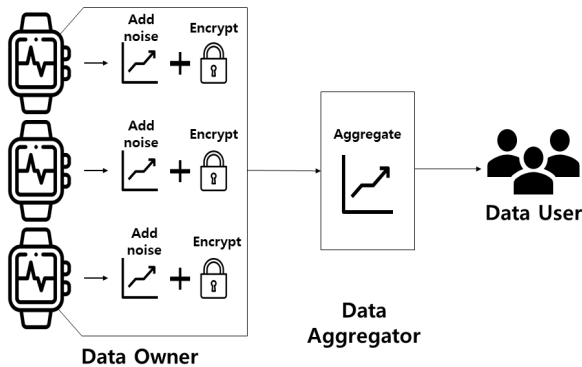 Add
noise
Encrypt
Add
noise
Encrypt
Add
noise
Encrypt
Data Owner
Aggregate
Data
Aggregator
Data User